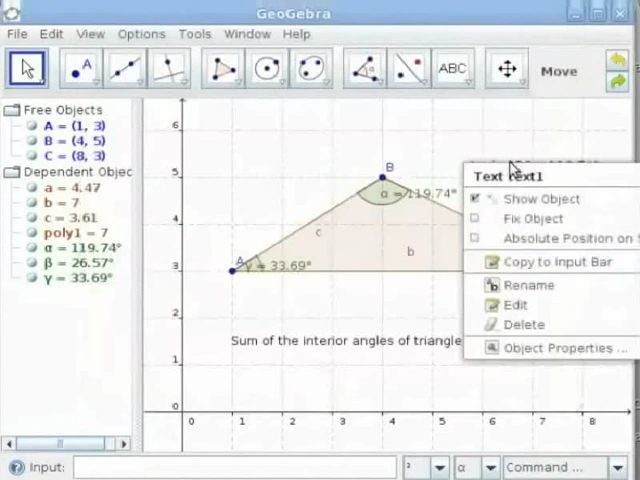 GeoGebra
File Edit View Options Tools Window Help
A
ABC
Move
Free Objects
A = (1, 3)
B = (4, 5)
C = (8, 3)
Dependent Objec
a = 4.47
b = 7
c = 3.61
poly1 = 7
α = 119.74°
β = 26.57°
γ = 33.69°
6
5
4
3
2
1
0
0 1 2 3 4 5 6 7 8
B
α = 119.74°
c
b
A
γ = 33.69°
Sum of the interior angles of triangle
Text text1
Show Object
Fix Object
Absolute Position on S
Copy to Input Bar
Rename
Edit
Delete
Object Properties ...
Input:
²
α
Command ...